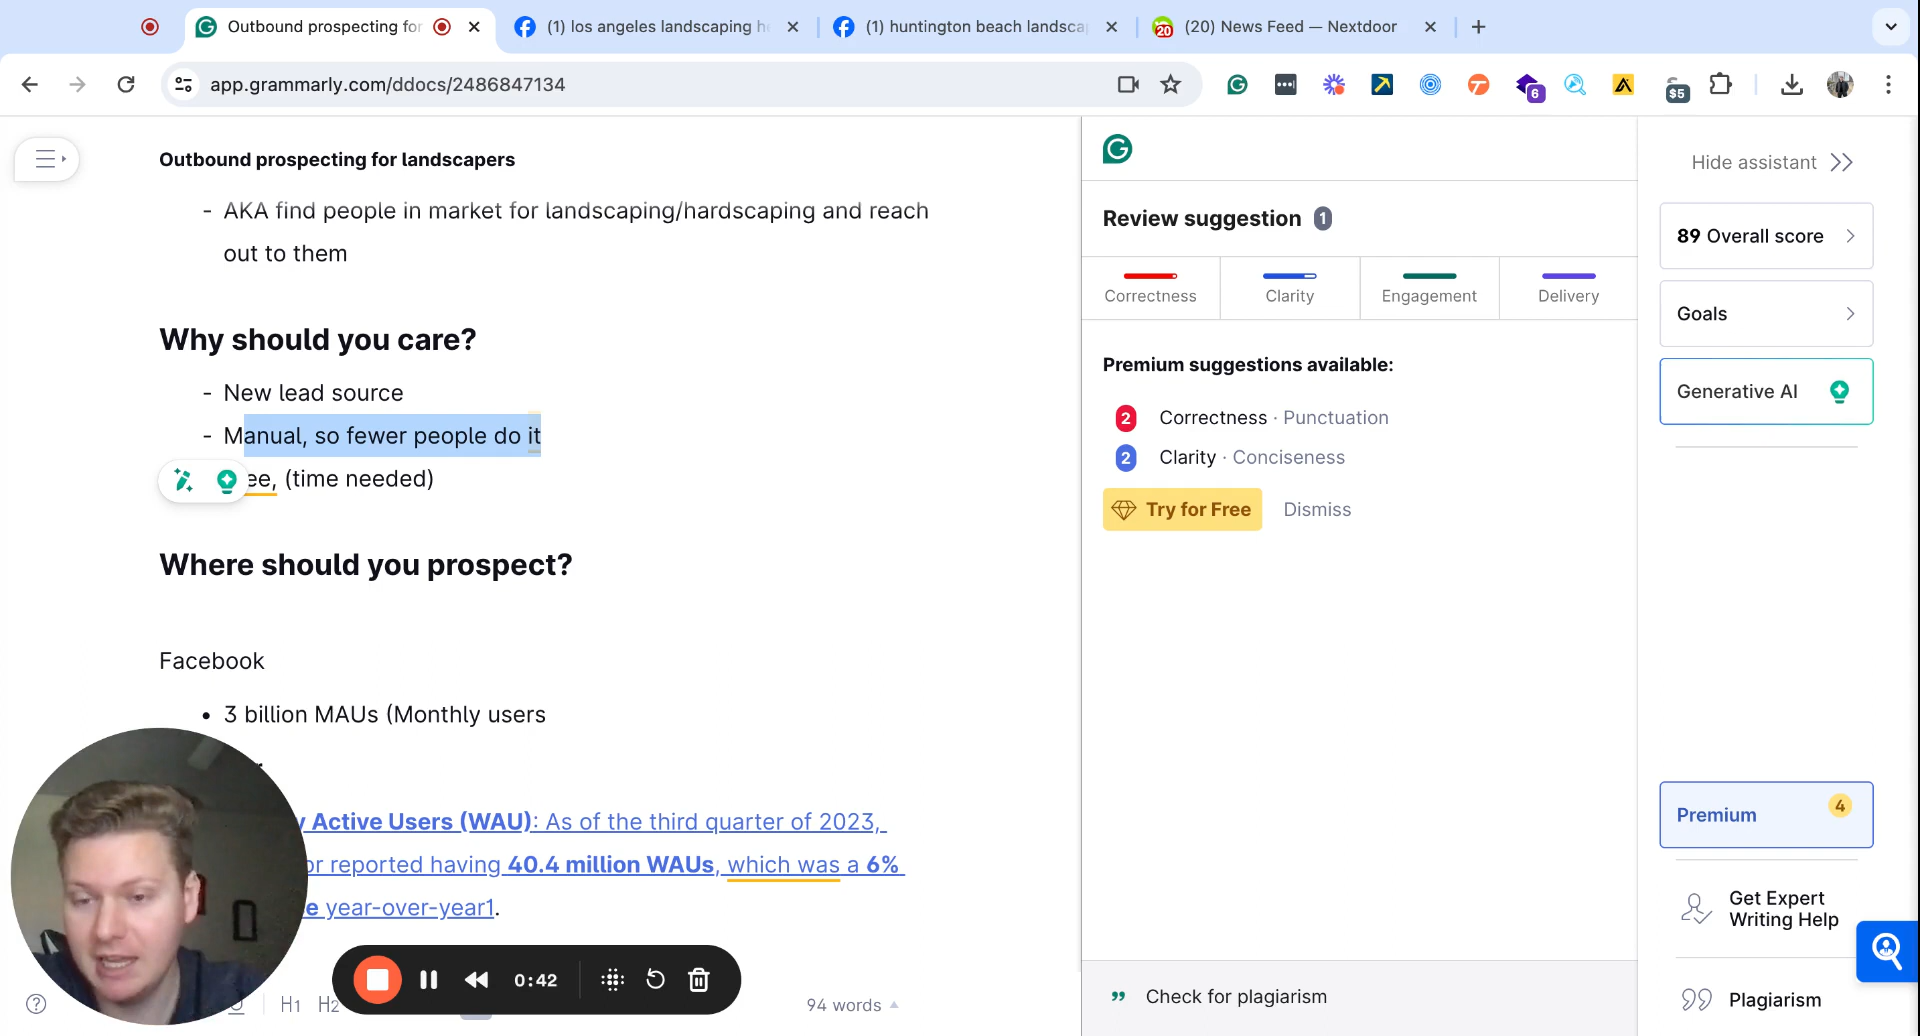 Outbound prospecting for
(1) los angeles landscaping h
(1) huntington beach landsca
20
(20) News Feed — Nextdoor
app.grammarly.com/ddocs/2486847134
6
$5
Outbound prospecting for landscapers
- AKA find people in market for landscaping/hardscaping and reach
out to them
Why should you care?
- New lead source
- Manual, so fewer people do it
ee, (time needed)
Where should you prospect?
Facebook
• 3 billion MAUs (Monthly users
y Active Users (WAU): As of the third quarter of 2023,
or reported having 40.4 million WAUs, which was a 6%
e year-over-year1.
0:42
H1 H2
94 words
Review suggestion 1
Correctness
Clarity
Engagement
Delivery
Premium suggestions available:
2 Correctness · Punctuation
2 Clarity · Conciseness
Try for Free Dismiss
Check for plagiarism
Hide assistant
89 Overall score
Goals
Generative AI
Premium 4
Get Expert
Writing Help
Plagiarism